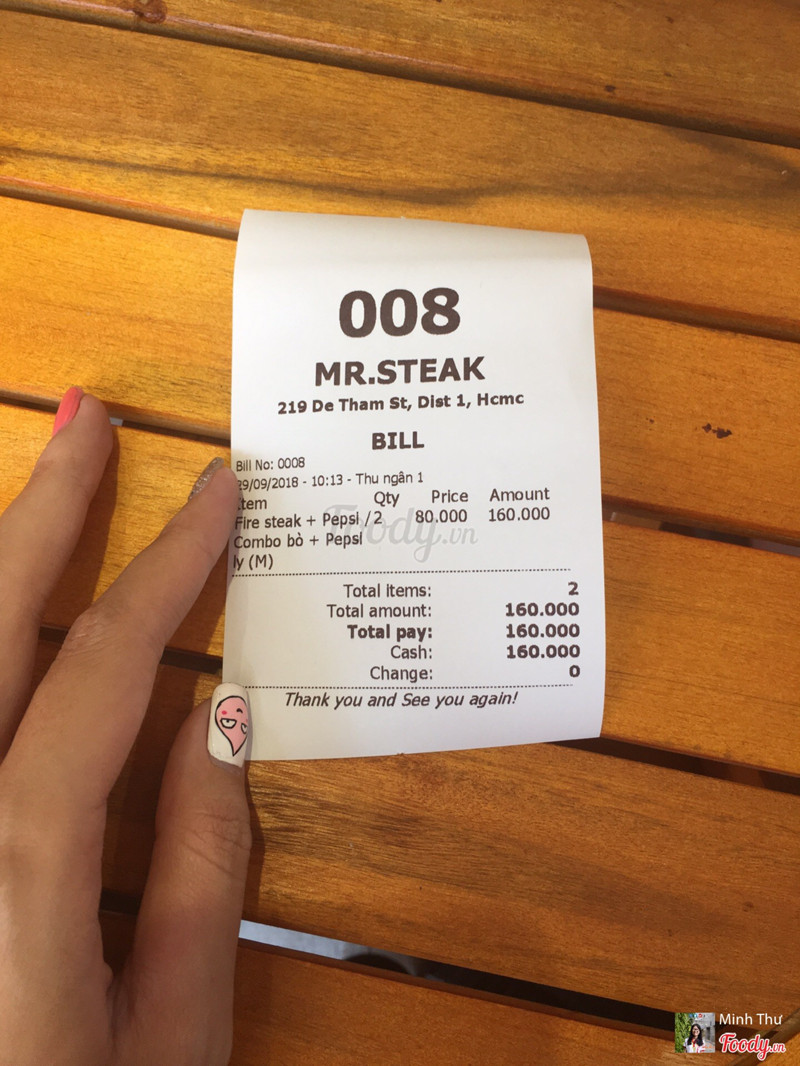 008
MR.STEAK
219 De Tham St, Dist 1, Hcmc
BILL
Bill No: 0008
29/09/2018 - 10:13 - Thu ngân 1
Item Qty Price Amount
Fire steak + Pepsi / 2 80.000 160.000
Combo bò + Pepsi
ly (M)
Total items: 2
Total amount: 160.000
Total pay: 160.000
Cash: 160.000
Change: 0
Thank you and See you again!
Foody.vn
Minh Thư
Foody.vn